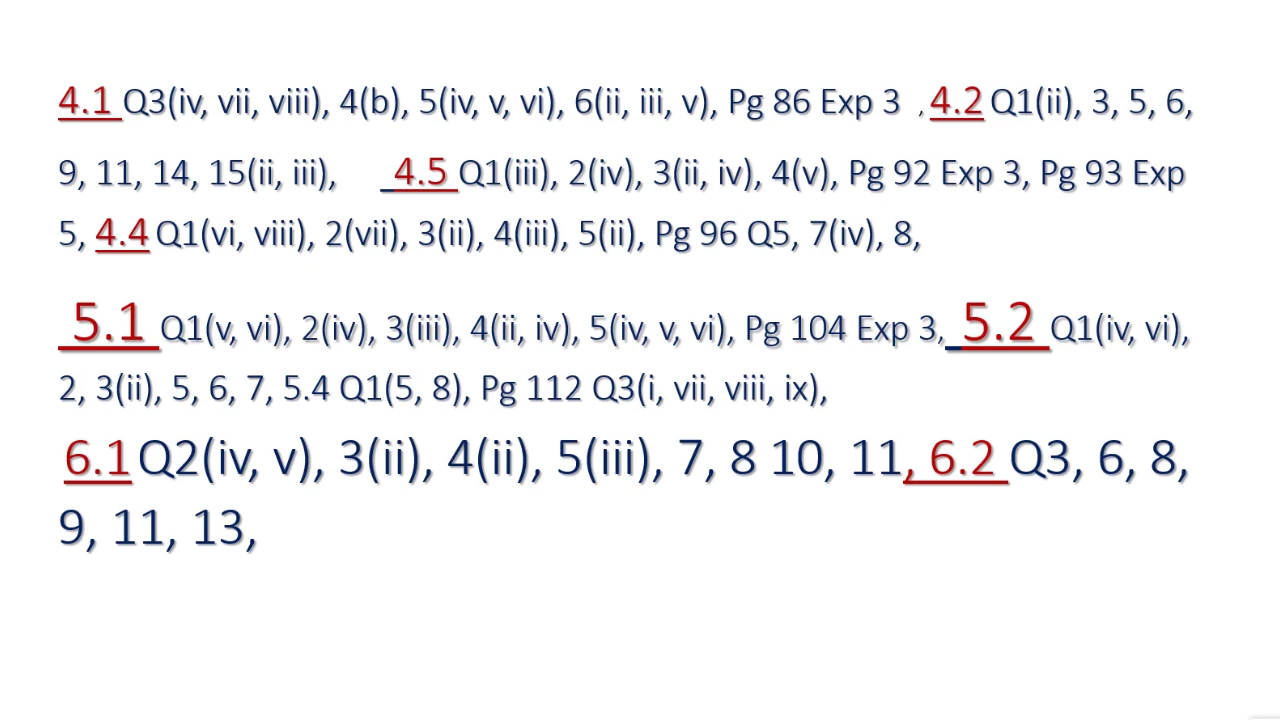 4.1 Q3(iv, vii, viii), 4(b), 5(iv, v, vi), 6(ii, iii, v), Pg 86 Exp 3 , 4.2 Q1(ii), 3, 5, 6,
9, 11, 14, 15(ii, iii), 4.5 Q1(iii), 2(iv), 3(ii, iv), 4(v), Pg 92 Exp 3, Pg 93 Exp
5, 4.4 Q1(vi, viii), 2(vii), 3(ii), 4(iii), 5(ii), Pg 96 Q5, 7(iv), 8,
5.1 Q1(v, vi), 2(iv), 3(iii), 4(ii, iv), 5(iv, v, vi), Pg 104 Exp 3, 5.2 Q1(iv, vi),
2, 3(ii), 5, 6, 7, 5.4 Q1(5, 8), Pg 112 Q3(i, vii, viii, ix),
6.1 Q2(iv, v), 3(ii), 4(ii), 5(iii), 7, 8 10, 11, 6.2 Q3, 6, 8,
9, 11, 13,